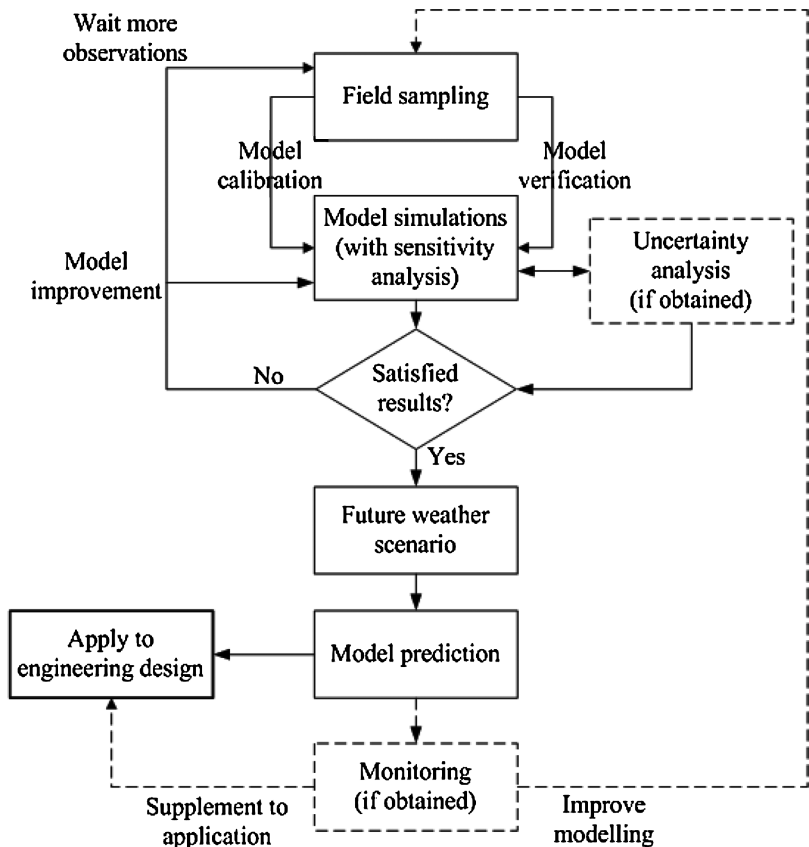 Wait more
observations
Field sampling
Model
calibration
Model
verification
Model simulations
(with sensitivity
analysis)
Uncertainty
analysis
(if obtained)
Model
improvement
No
Satisfied
results?
Yes
Future weather
scenario
Apply to
engineering design
Model prediction
Monitoring
(if obtained)
Supplement to
application
Improve
modelling